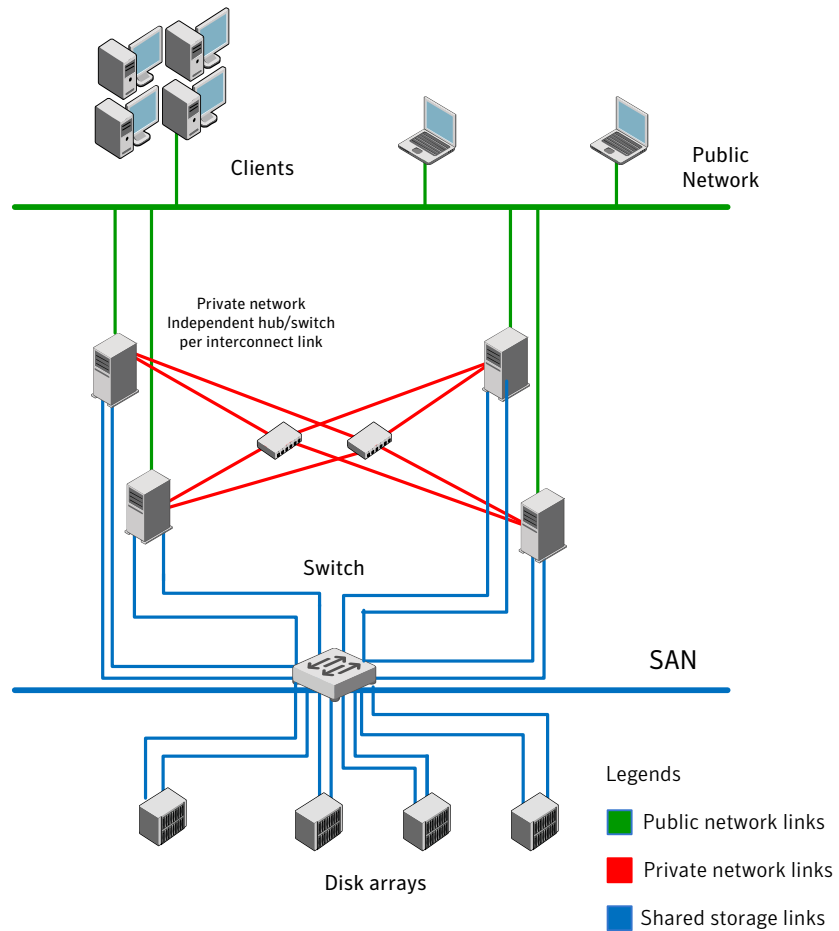 Clients
Public
Network
Private network
Independent hub/switch
per interconnect link
Switch
SAN
Legends
Public network links
Private network links
Shared storage links
Disk arrays